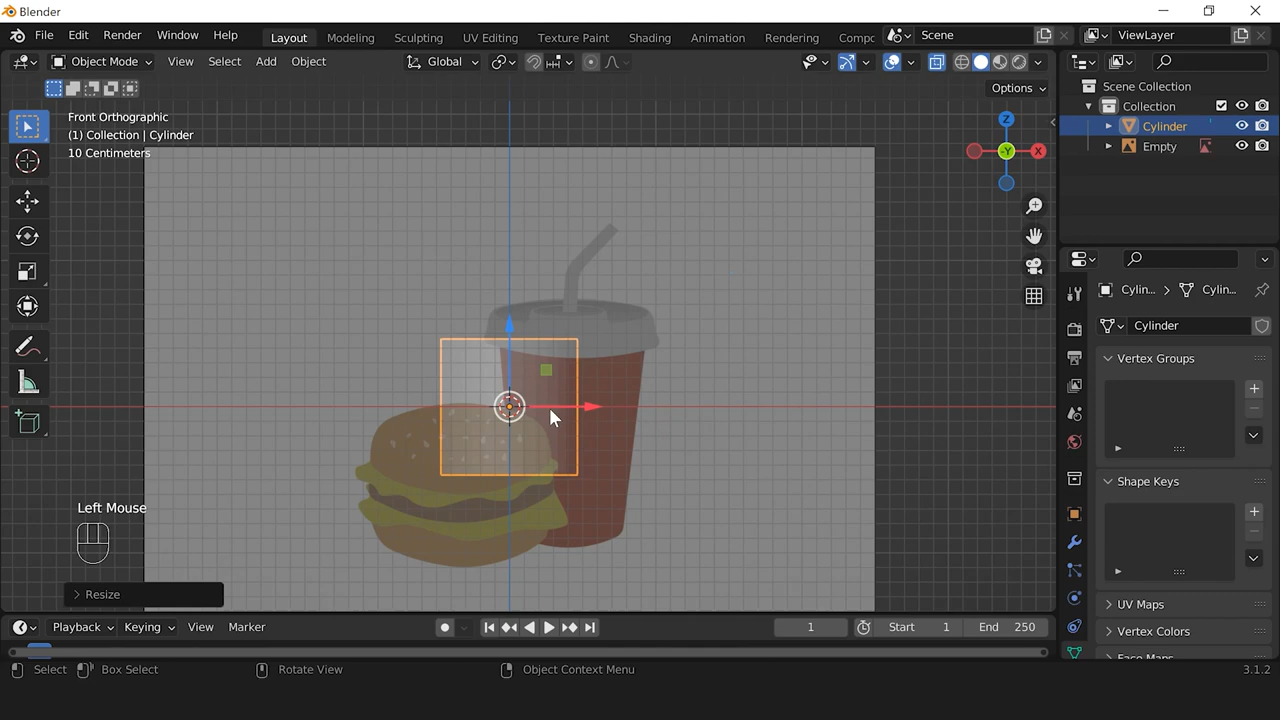 Blender
File Edit Render Window Help Layout Modeling Sculpting UV Editing Texture Paint Shading Animation Rendering Compc Scene ViewLayer
Object Mode View Select Add Object Global
Options
Front Orthographic
(1) Collection | Cylinder
10 Centimeters
Z
-Y
X
Scene Collection
Collection
Cylinder
Empty
Cylin... > Cylin...
Cylinder
Vertex Groups
Shape Keys
UV Maps
Vertex Colors
Left Mouse
> Resize
Playback Keying View Marker 1 Start 1 End 250
Select Box Select Rotate View Object Context Menu 3.1.2